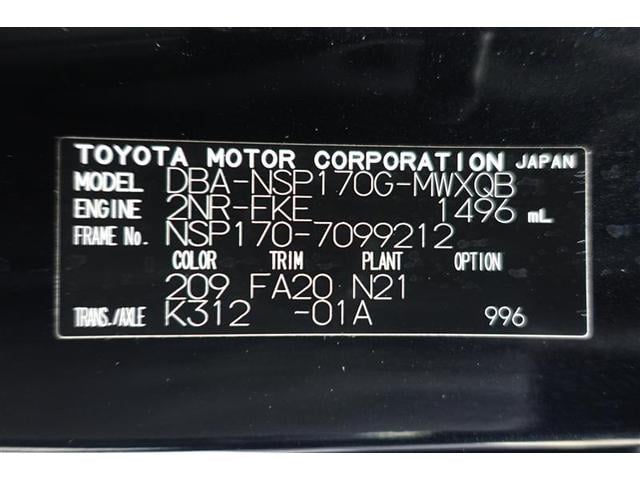 TOYOTA MOTOR CORPORATION JAPAN
MODEL DBA-NSP170G-MWXQB
ENGINE 2NR-FKE 1496 mL
FRAME No. NSP170-7099212
COLOR TRIM PLANT OPTION
209 FA20 N21
TRANS./AXLE K312 -01A 996